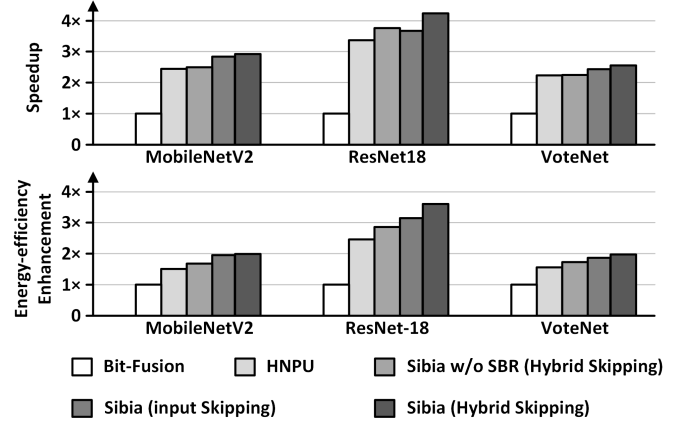 Speedup
4×
3×
2×
1×
0
MobileNetV2 ResNet18 VoteNet
Energy-efficiency
Enhancement
4×
3×
2×
1×
0
MobileNetV2 ResNet-18 VoteNet
Bit-Fusion HNPU Sibia w/o SBR (Hybrid Skipping)
Sibia (input Skipping) Sibia (Hybrid Skipping)